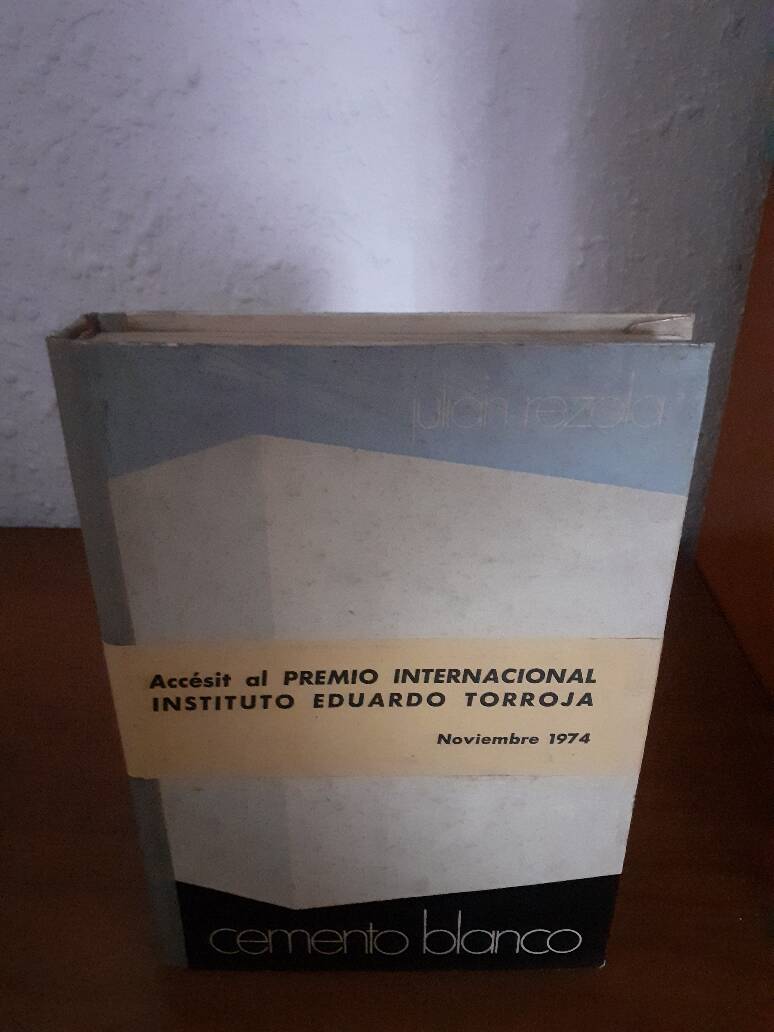 julián rezola
Accésit al PREMIO INTERNACIONAL
INSTITUTO EDUARDO TORROJA
Noviembre 1974
cemento blanco